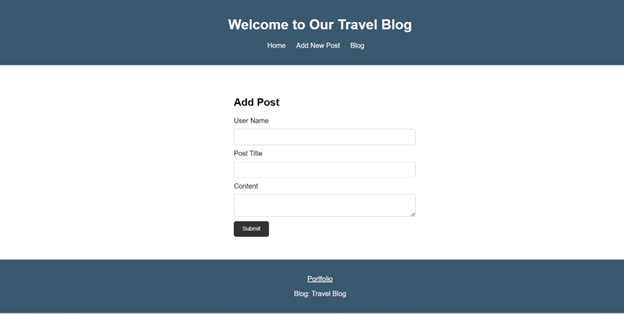 Welcome to Our Travel Blog
Home Add New Post Blog
Add Post
User Name
Post Title
Content
Submit
Portfolio
Blog: Travel Blog